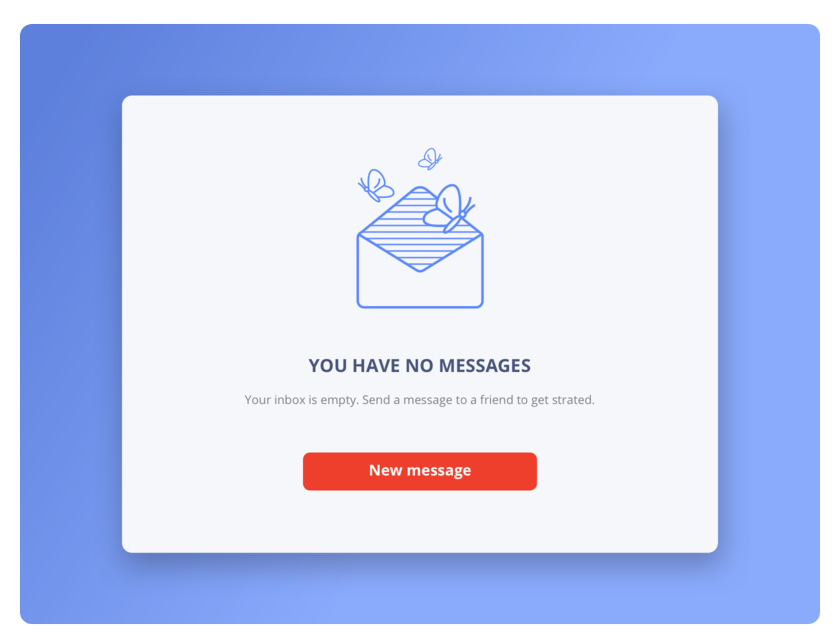 YOU HAVE NO MESSAGES
Your inbox is empty. Send a message to a friend to get strated.
New message